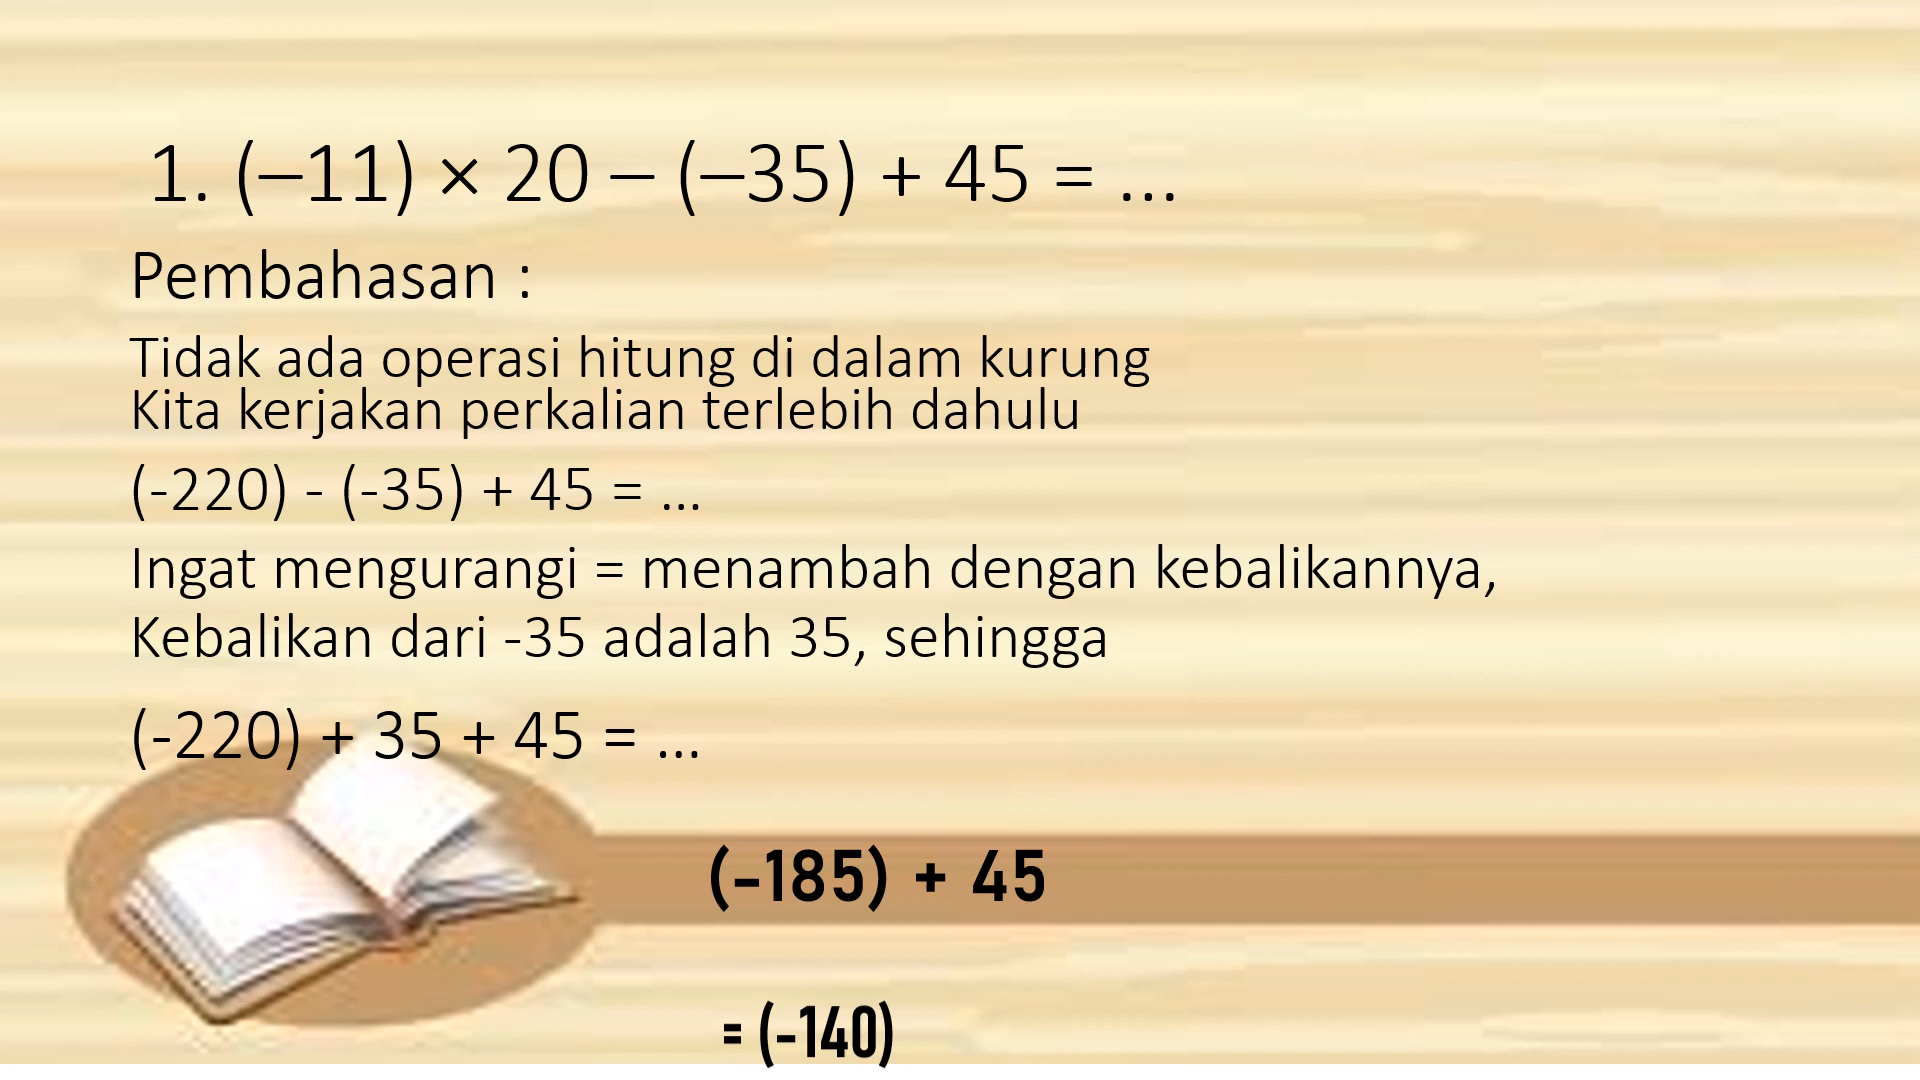 1. (–11) × 20 – (–35) + 45 = ...
Pembahasan :
Tidak ada operasi hitung di dalam kurung
Kita kerjakan perkalian terlebih dahulu
(-220) - (-35) + 45 = ...
Ingat mengurangi = menambah dengan kebalikannya,
Kebalikan dari -35 adalah 35, sehingga
(-220) + 35 + 45 = ...
(-185) + 45
= (-140)